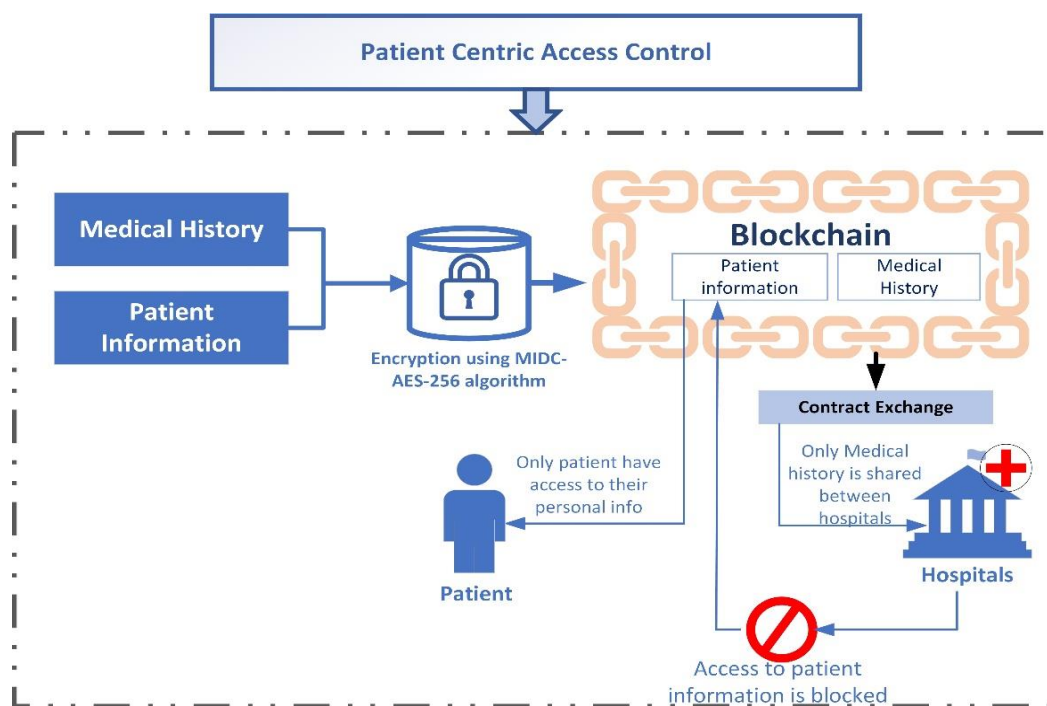 Patient Centric Access Control
Medical History
Patient
Information
Encryption using MIDC-
AES-256 algorithm
Blockchain
Patient
information
Medical
History
Contract Exchange
Only Medical
history is shared
between
hospitals
Hospitals
Only patient have
access to their
personal info
Patient
Access to patient
information is blocked